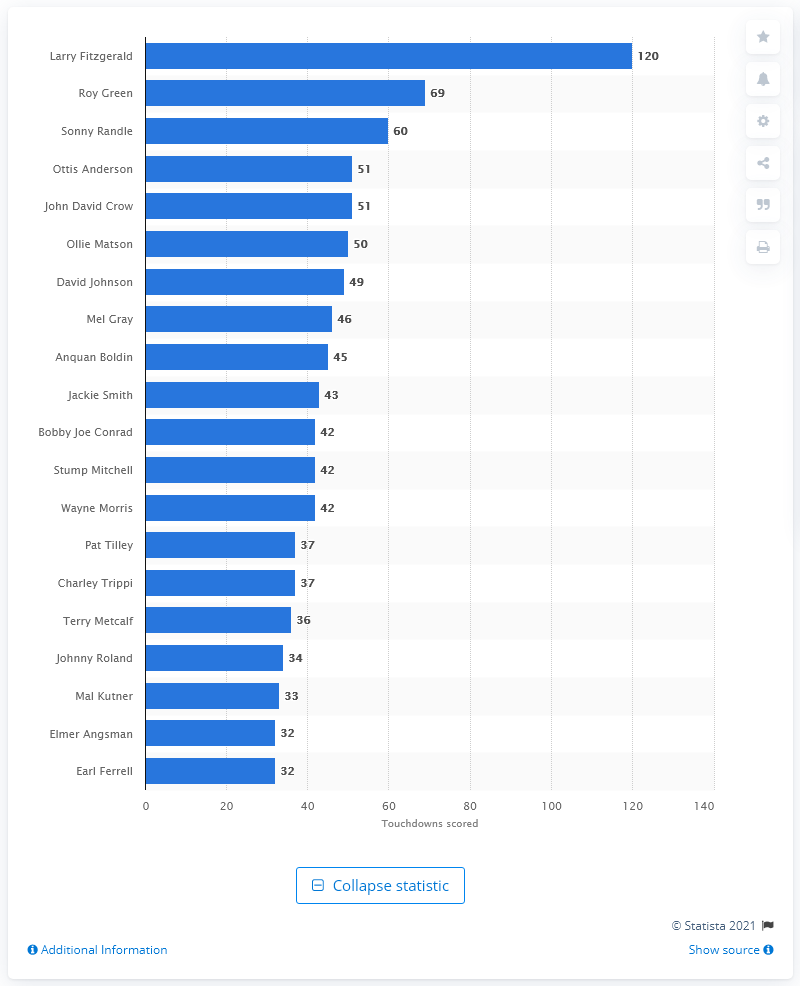 Larry Fitzgerald 120
Roy Green 69
Sonny Randle 60
Ottis Anderson 51
John David Crow 51
Ollie Matson 50
David Johnson 49
Mel Gray 46
Anquan Boldin 45
Jackie Smith 43
Bobby Joe Conrad 42
Stump Mitchell 42
Wayne Morris 42
Pat Tilley 37
Charley Trippi 37
Terry Metcalf 36
Johnny Roland 34
Mal Kutner 33
Elmer Angsman 32
Earl Ferrell 32
0 20 40 60 80 100 120 140
Touchdowns scored
Collapse statistic
© Statista 2021
Additional Information Show source